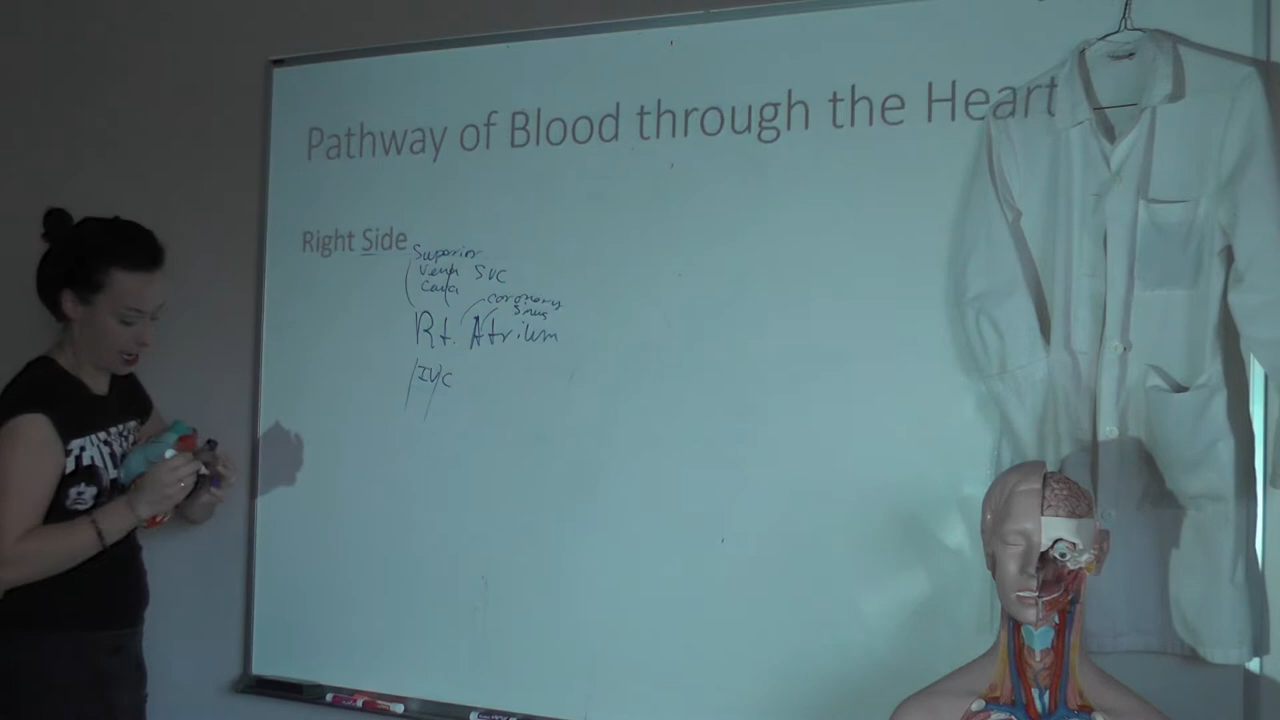 Pathway of Blood through the Heart
Right Side
Superior
Vena SVC
Cava
coronary
Sinus
Rt. Atrium
IVC